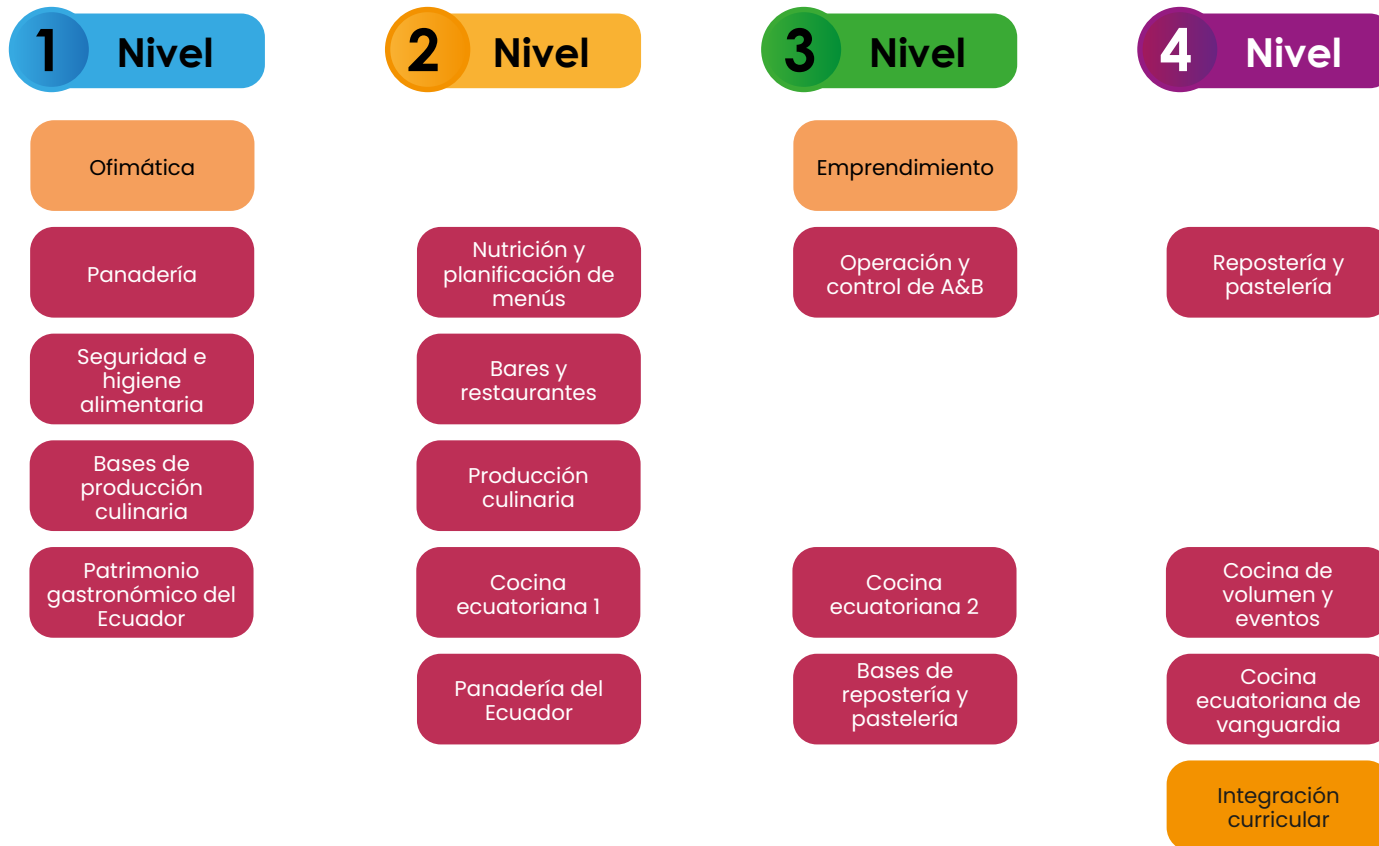 1 Nivel
Ofimática
Panadería
Seguridad e
higiene
alimentaria
Bases de
producción
culinaria
Patrimonio
gastronómico del
Ecuador
2 Nivel
Nutrición y
planificación de
menús
Bares y
restaurantes
Producción
culinaria
Cocina
ecuatoriana 1
Panadería del
Ecuador
3 Nivel
Emprendimiento
Operación y
control de A&B
Cocina
ecuatoriana 2
Bases de
repostería y
pastelería
4 Nivel
Repostería y
pastelería
Cocina de
volumen y
eventos
Cocina
ecuatoriana de
vanguardia
Integración
curricular